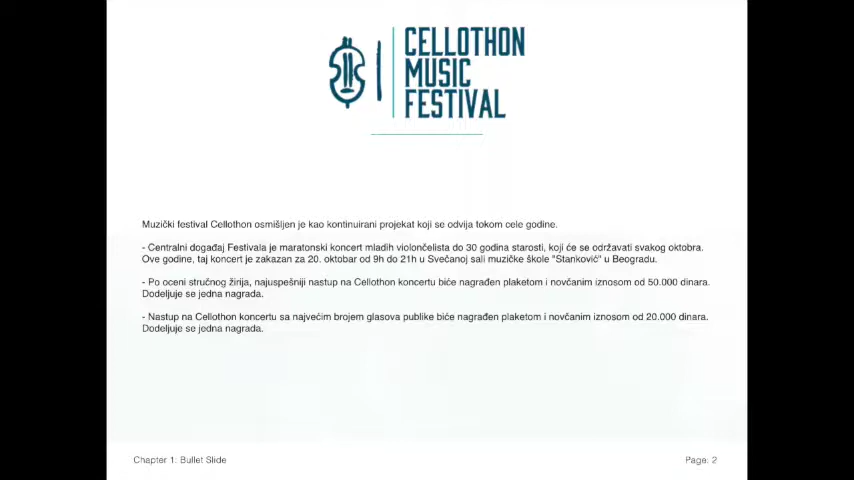 CELLOTHON
MUSIC
FESTIVAL
Muzički festival Cellothon osmišljen je kao kontinuirani projekat koji se odvija tokom cele godine.
- Centralni događaj Festivala je maratonski koncert mladih violončelista do 30 godina starosti, koji će se održavati svakog oktobra.
Ove godine, taj koncert je zakazan za 20. oktobar od 9h do 21h u Svečanoj sali muzičke škole "Stanković" u Beogradu.
- Po oceni stručnog žirija, najuspešniji nastup na Cellothon koncertu biće nagrađen plaketom i novčanim iznosom od 50.000 dinara.
Dodeljuje se jedna nagrada.
- Nastup na Cellothon koncertu sa najvećim brojem glasova publike biće nagrađen plaketom i novčanim iznosom od 20.000 dinara.
Dodeljuje se jedna nagrada.
Chapter 1: Bullet Slide
Page: 2